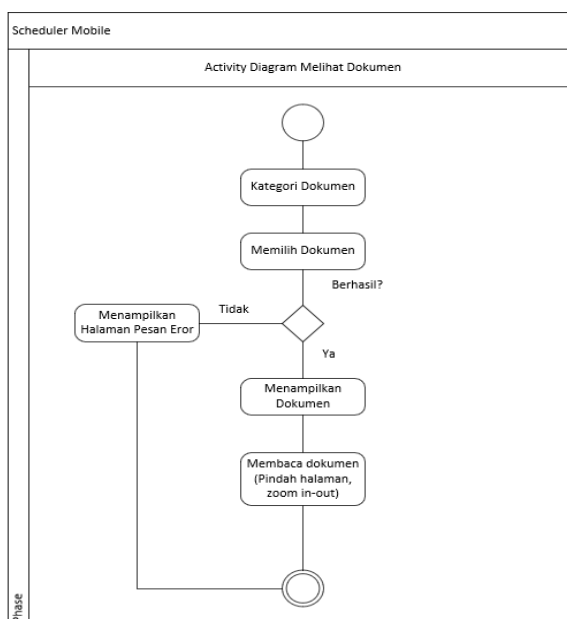 Scheduler Mobile
Activity Diagram Melihat Dokumen
Kategori Dokumen
Memilih Dokumen
Berhasil?
Tidak
Menampilkan
Halaman Pesan Eror
Ya
Menampilkan
Dokumen
Membaca dokumen
(Pindah halaman,
zoom in-out)
Phase